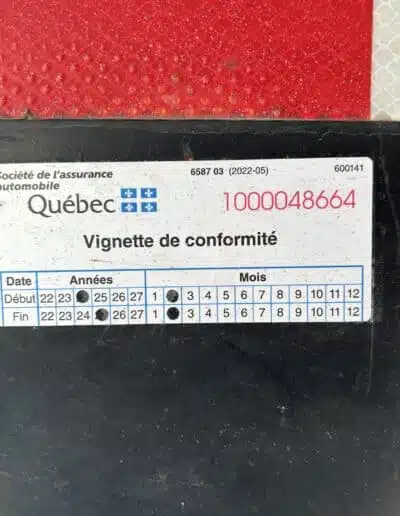 Société de l'assurance 6587 03 (2022-05) 600141
automobile
Québec 1000048664
Vignette de conformité
Date Années Mois
Début 22 23 25 26 27 1 3 4 5 6 7 8 9 10 11 12
Fin 22 23 24 26 27 1 3 4 5 6 7 8 9 10 11 12